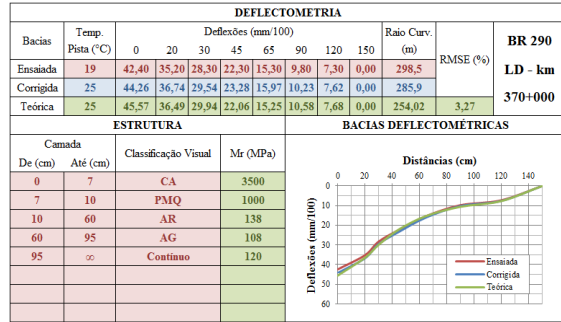 DEFLECTOMETRIA
Bacias Temp. Pista (°C) Deflexões (mm/100) Raio Curv. (m) RMSE (%) BR 290 LD - km 370+000
0 20 30 45 65 90 120 150
Ensaiada 19 42,40 35,20 28,30 22,30 15,30 9,80 7,30 0,00 298,5
Corrigida 25 44,26 36,74 29,54 23,28 15,97 10,23 7,62 0,00 285,9
Teórica 25 45,57 36,49 29,94 22,06 15,25 10,58 7,68 0,00 254,02 3,27
ESTRUTURA BACIAS DEFLECTOMÉTRICAS
Camada Classificação Visual Mr (MPa)
De (cm) Até (cm)
0 7 CA 3500
7 10 PMQ 1000
10 60 AR 138
60 95 AG 108
95 ∞ Contínuo 120
Distâncias (cm)
0 20 40 60 80 100 120 140
Deflexões (mm/100)
0
10
20
30
40
50
60
Ensaiada
Corrigida
Teórica